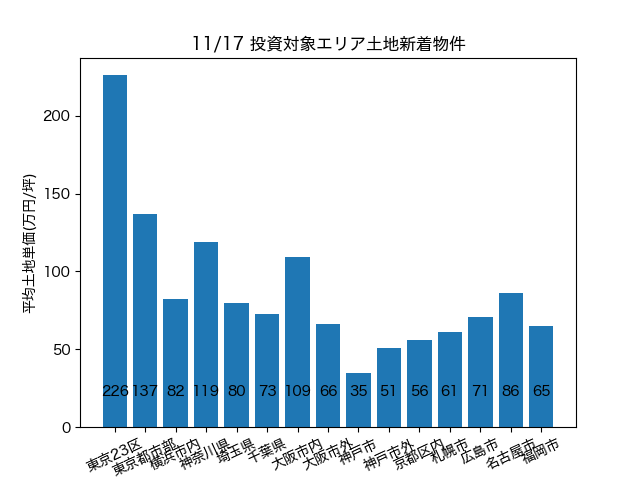 11/17 投資対象エリア土地新着物件
平均土地単価(万円/坪)
200
150
100
50
0
226 137 82 119 80 73 109 66 35 51 56 61 71 86 65
東京23区
東京都市部
横浜市内
神奈川県
埼玉県
千葉県
大阪市内
大阪市外
神戸市
神戸市外
京都区内
札幌市
広島市
名古屋市
福岡市